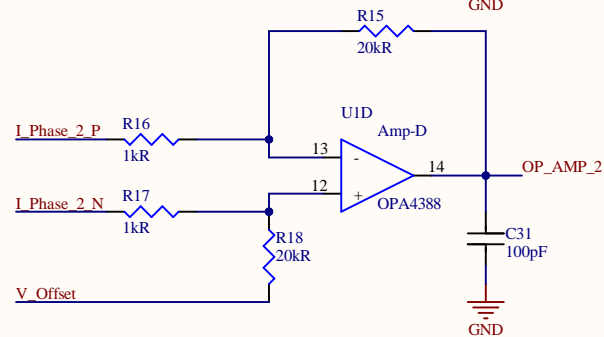 GND
R15
20kR
U1D
Amp-D
I_Phase_2_P
R16
1kR
13
-
14
OP_AMP_2
I_Phase_2_N
R17
1kR
12
+
OPA4388
R18
20kR
C31
100pF
V_Offset
GND